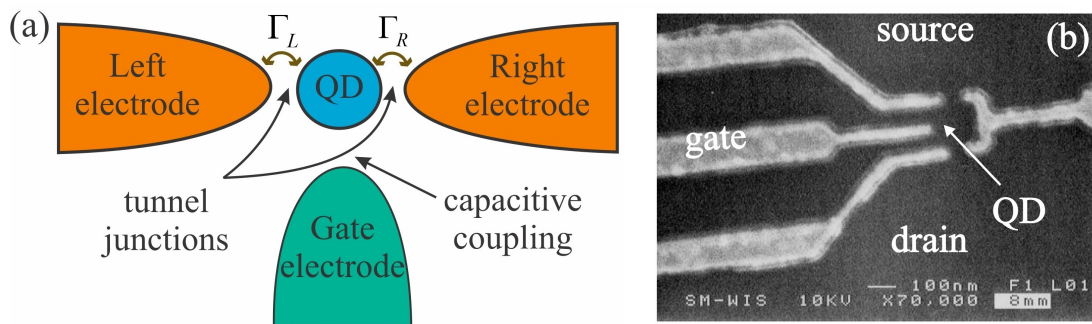 (a)
Γ_L
Γ_R
Left
electrode
QD
Right
electrode
tunnel
junctions
capacitive
coupling
Gate
electrode
source
(b)
gate
QD
drain
100nm F1 L01
SM-WIS 10KV X70,000 8mm